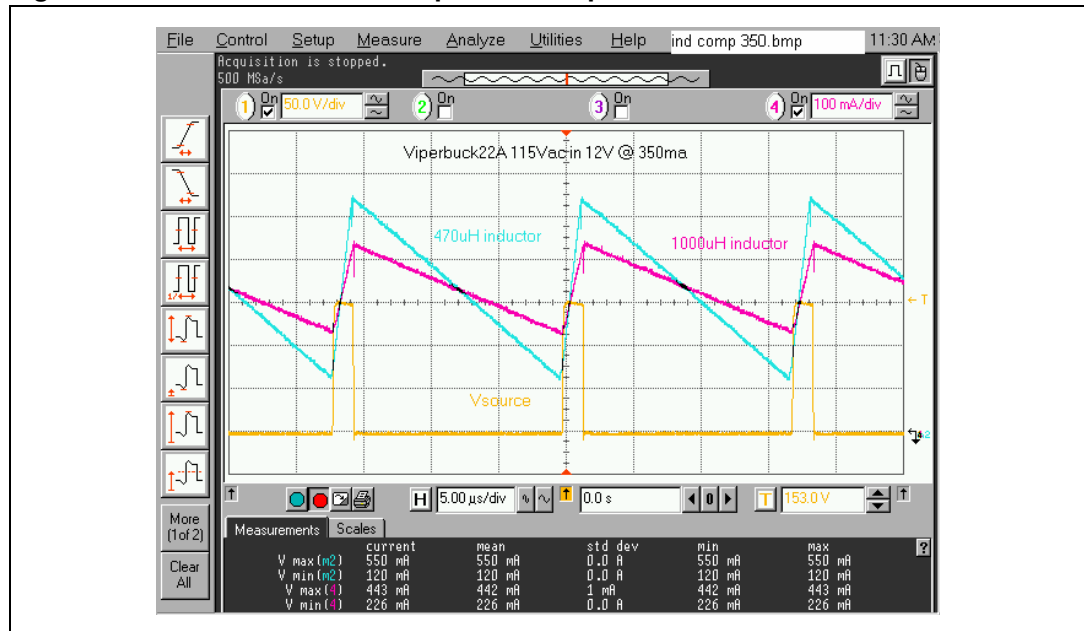 File Control Setup Measure Analyze Utilities Help ind comp 350.bmp 11:30 AM
Acquisition is stopped.
500 MSa/s
1 On 50.0 V/div 2 On 3 On 4 On 100 mA/div
Viperbuck22A 115Vac in 12V @ 350ma
470uH inductor
1000uH inductor
T
Vsource
More
(1of 2)
Clear
All
H 5.00 µs/div 0.0 s 0 T 153.0 V
Measurements Scales
current mean std dev min max ?
V max(m2) 550 mA 550 mA 0.0 A 550 mA 550 mA
V min(m2) 120 mA 120 mA 0.0 A 120 mA 120 mA
V max(4) 443 mA 442 mA 1 mA 442 mA 443 mA
V min(4) 226 mA 226 mA 0.0 A 226 mA 226 mA